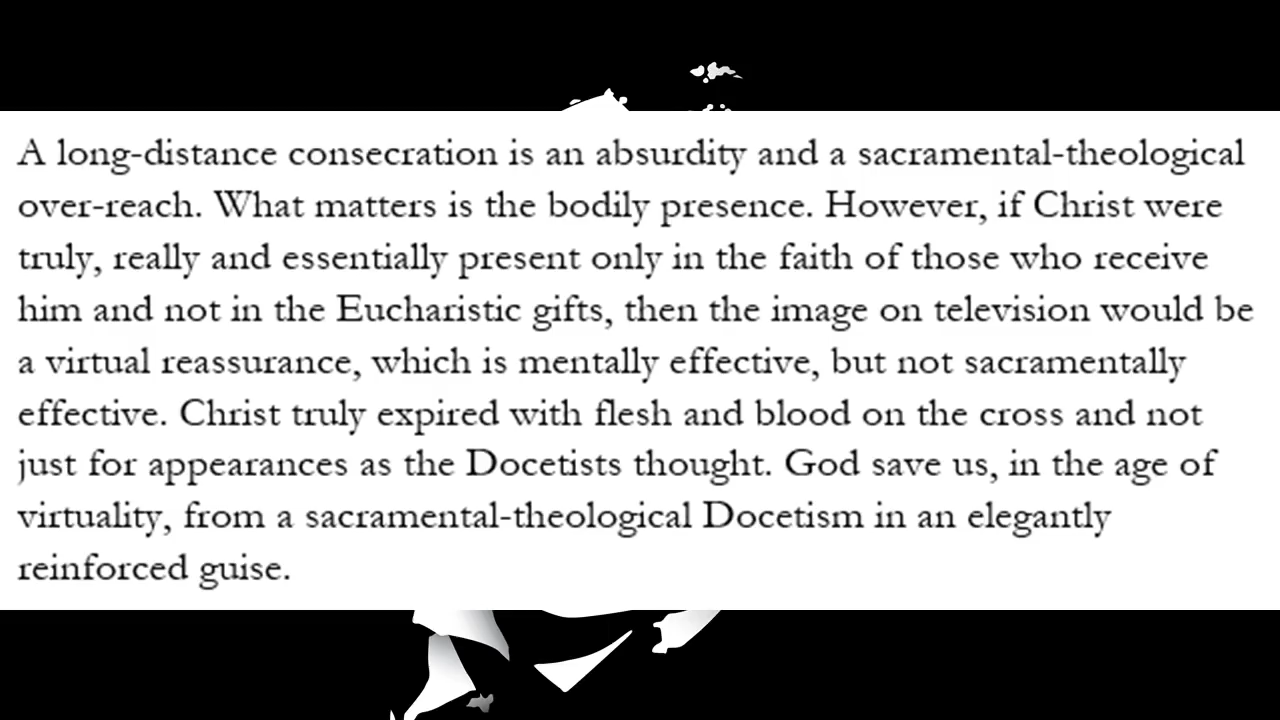 A long-distance consecration is an absurdity and a sacramental-theological
over-reach. What matters is the bodily presence. However, if Christ were
truly, really and essentially present only in the faith of those who receive
him and not in the Eucharistic gifts, then the image on television would be
a virtual reassurance, which is mentally effective, but not sacramentally
effective. Christ truly expired with flesh and blood on the cross and not
just for appearances as the Docetists thought. God save us, in the age of
virtuality, from a sacramental-theological Docetism in an elegantly
reinforced guise.